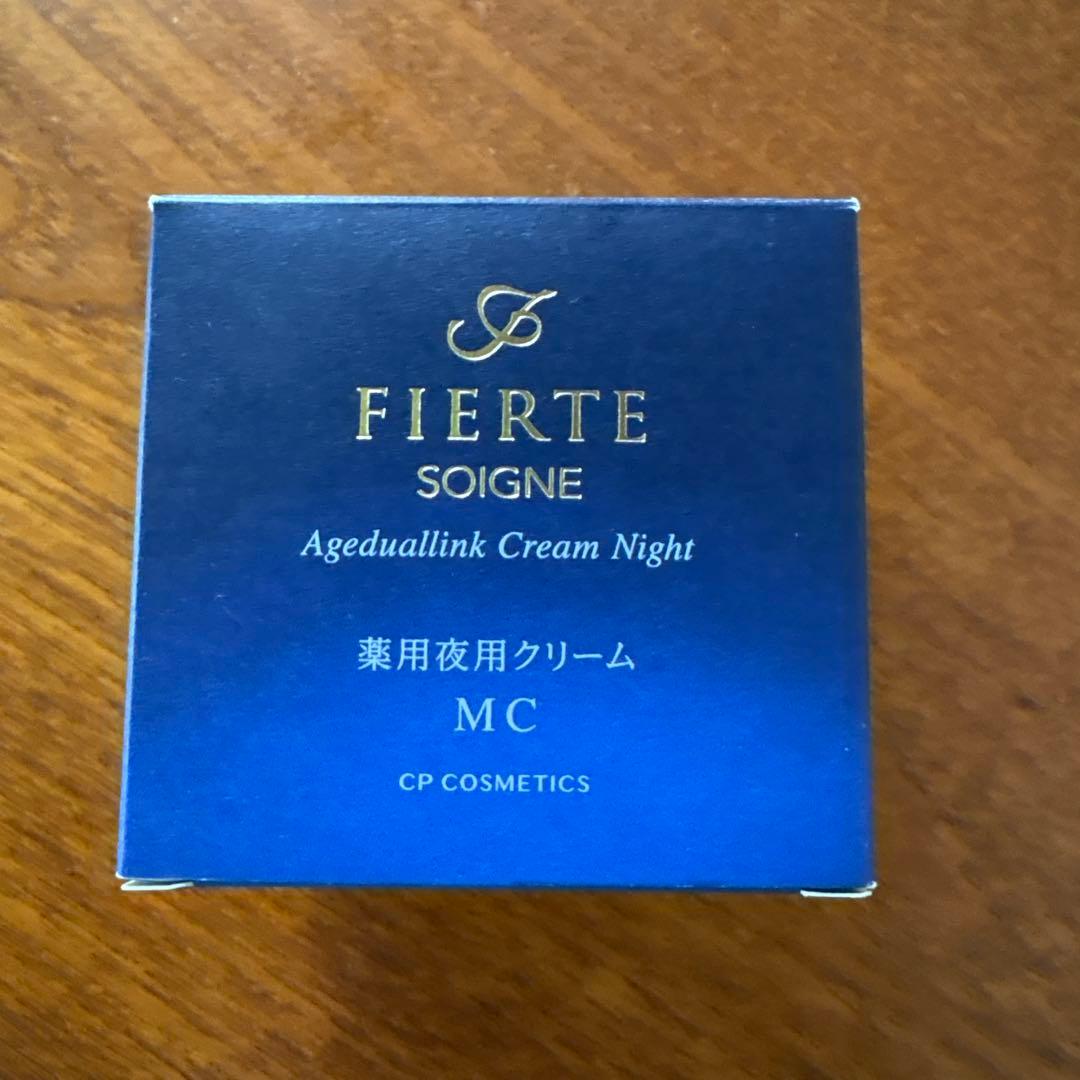 FIERTE
SOIGNE
Ageduallink Cream Night
薬用夜用クリーム
MC
CP COSMETICS